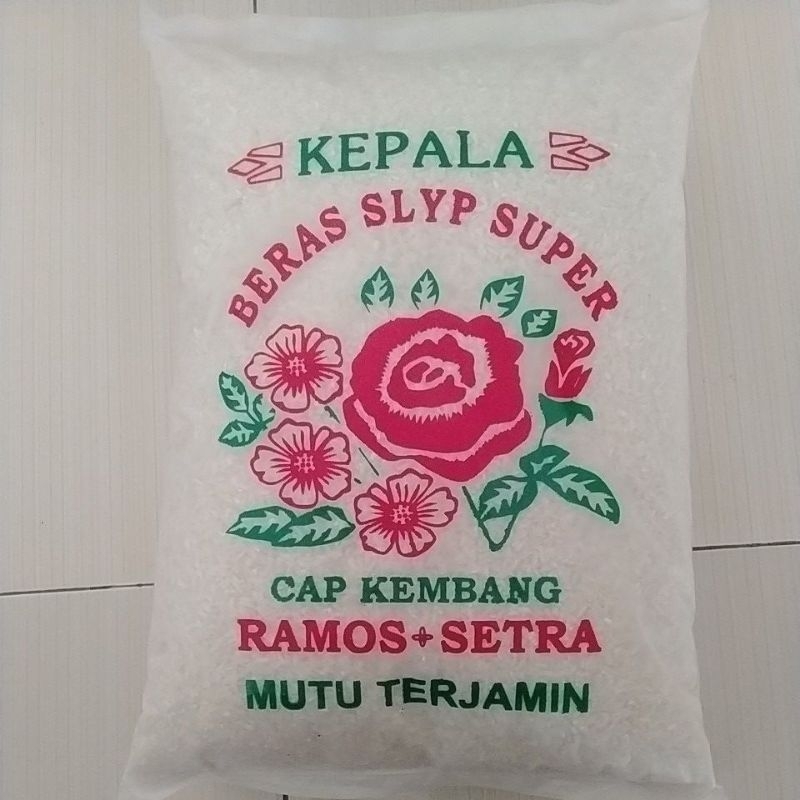 KEPALA
BERAS SLYP SUPER
CAP KEMBANG
RAMOS + SETRA
MUTU TERJAMIN